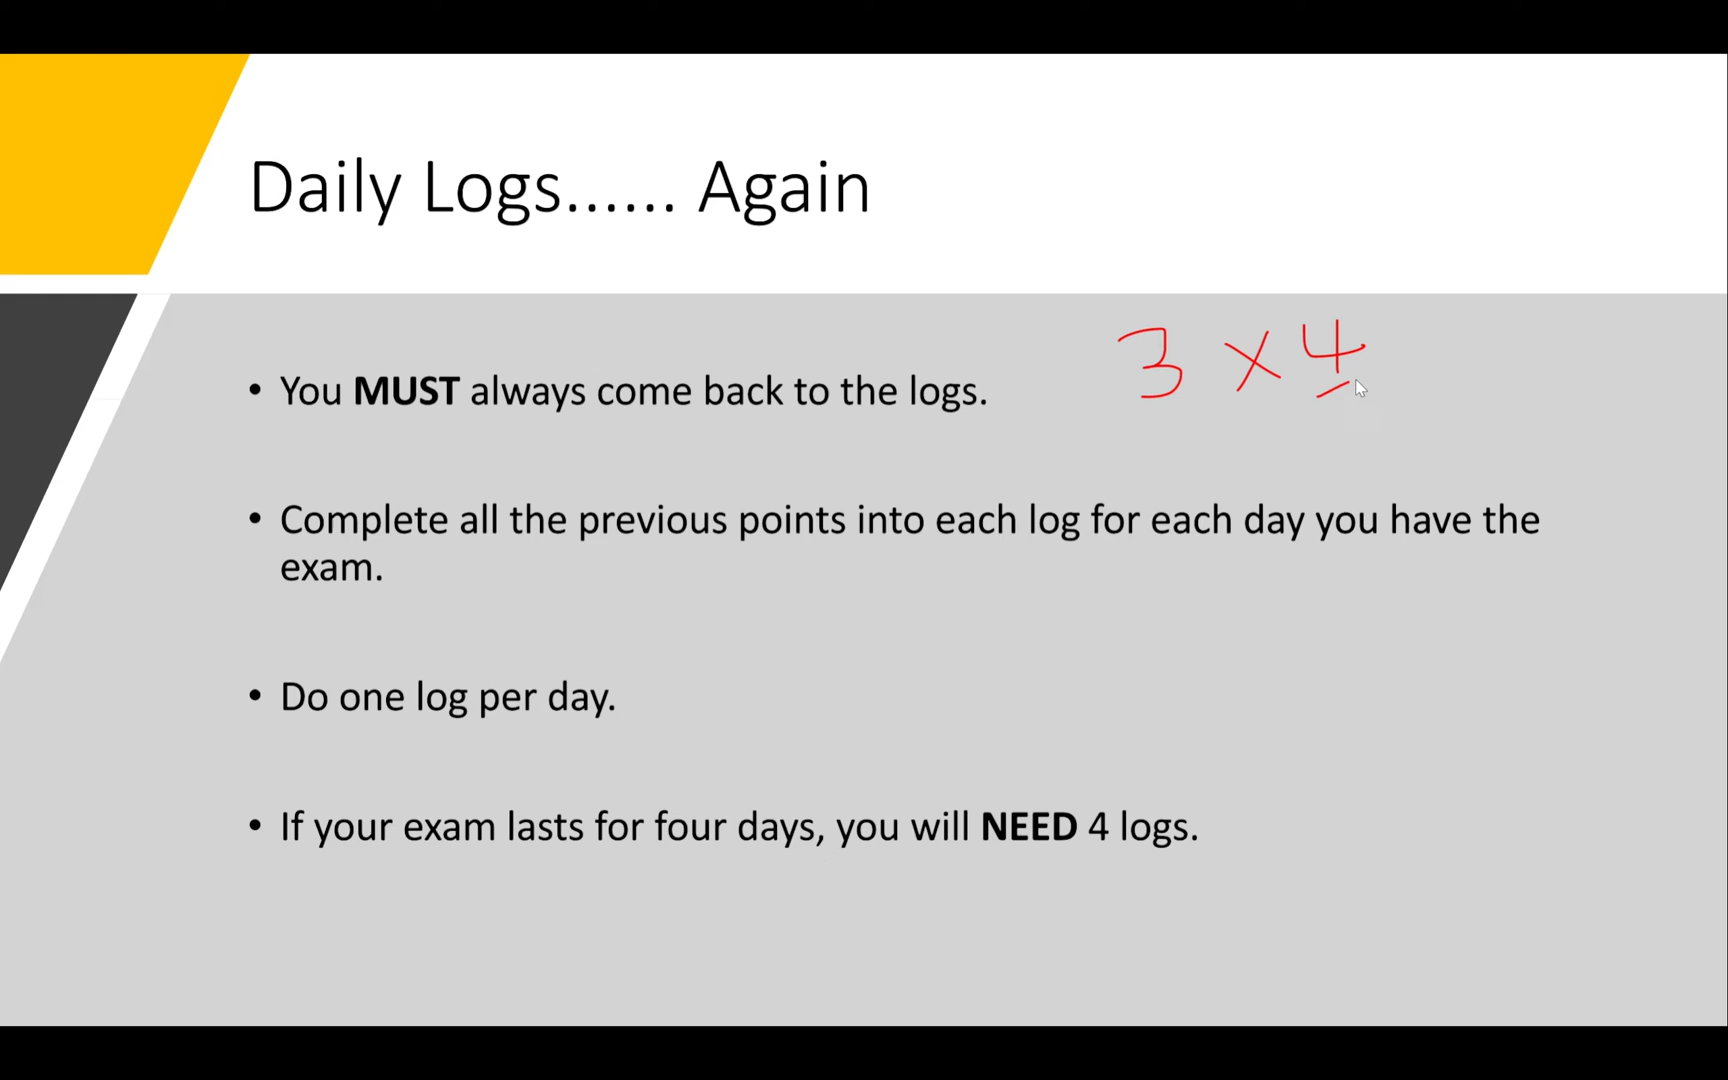 Daily Logs...... Again
3 x 4
• You MUST always come back to the logs.
• Complete all the previous points into each log for each day you have the
exam.
• Do one log per day.
• If your exam lasts for four days, you will NEED 4 logs.